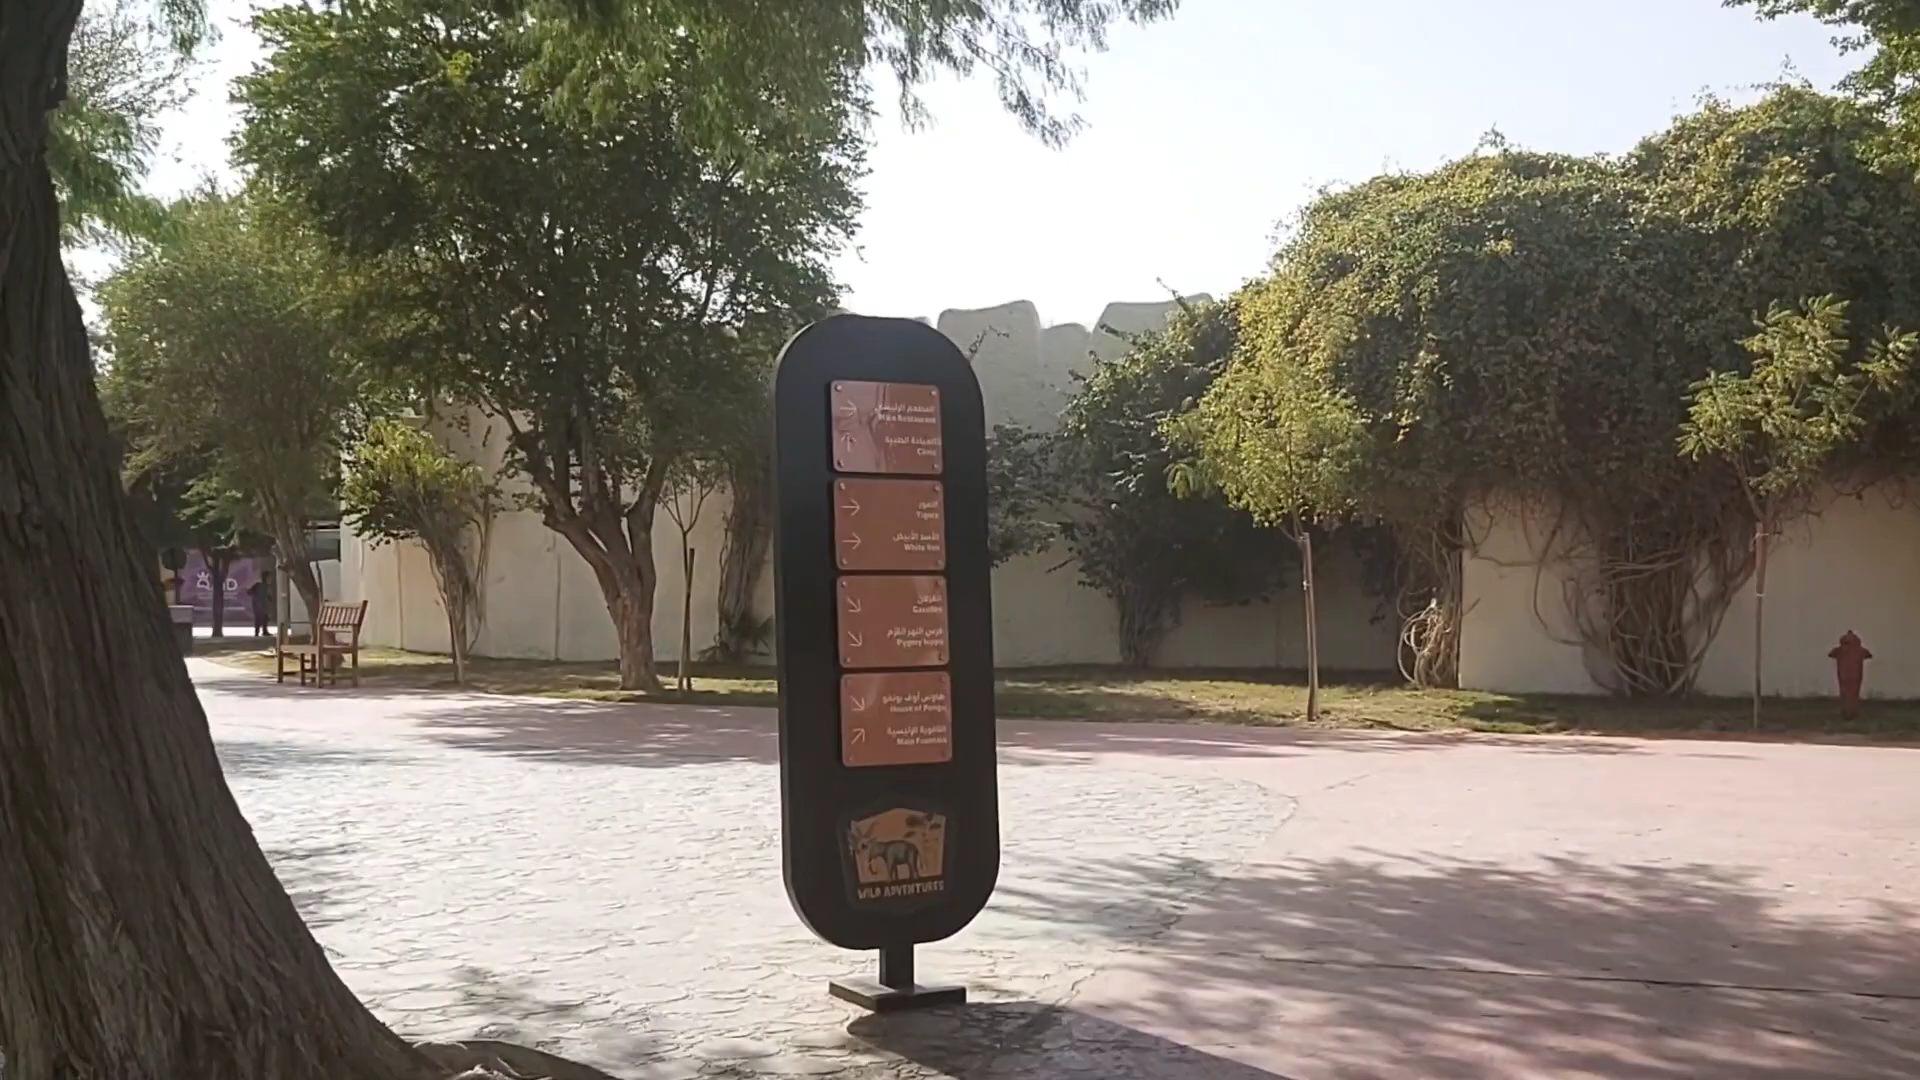 المطعم الرئيسي
Main Restaurant
العيادة الطبية
Clinic
النمور
Tigers
الأسد الأبيض
White lion
الغزلان
Gazelles
فرس النهر القزم
Pygmy hippo
هاوس أوف بونغو
House of Pongo
النافورة الرئيسية
Main Fountain
WILD ADVENTURES